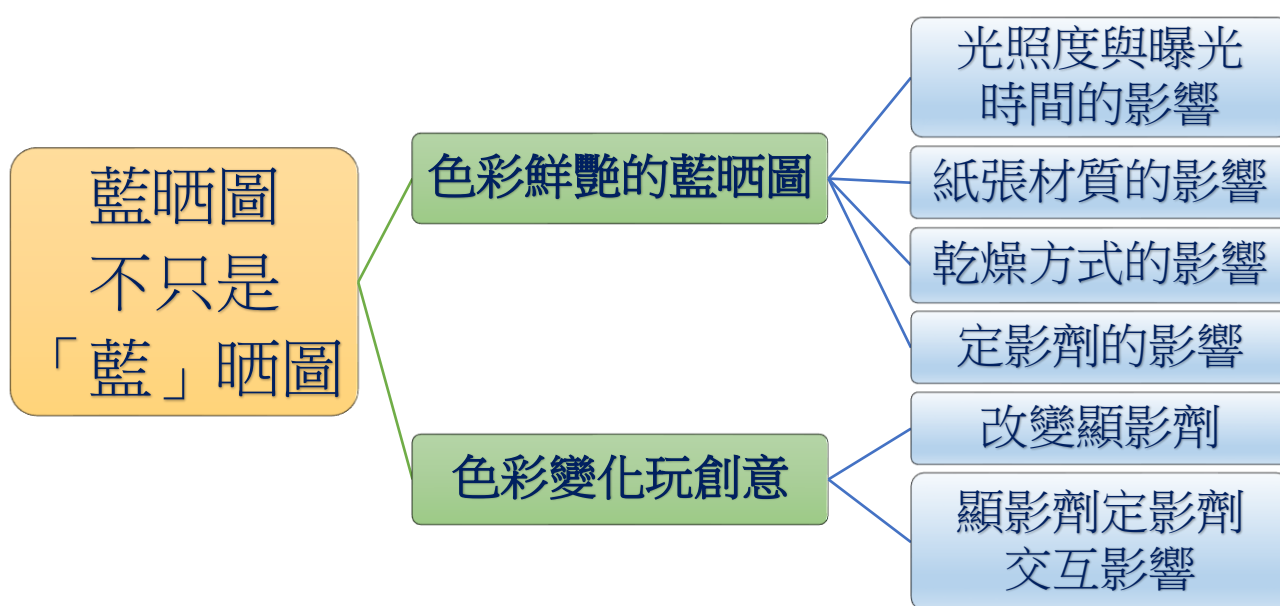 藍晒圖
不只是
「藍」晒圖
色彩鮮艷的藍晒圖
光照度與曝光
時間的影響
紙張材質的影響
乾燥方式的影響
定影劑的影響
色彩變化玩創意
改變顯影劑
顯影劑定影劑
交互影響